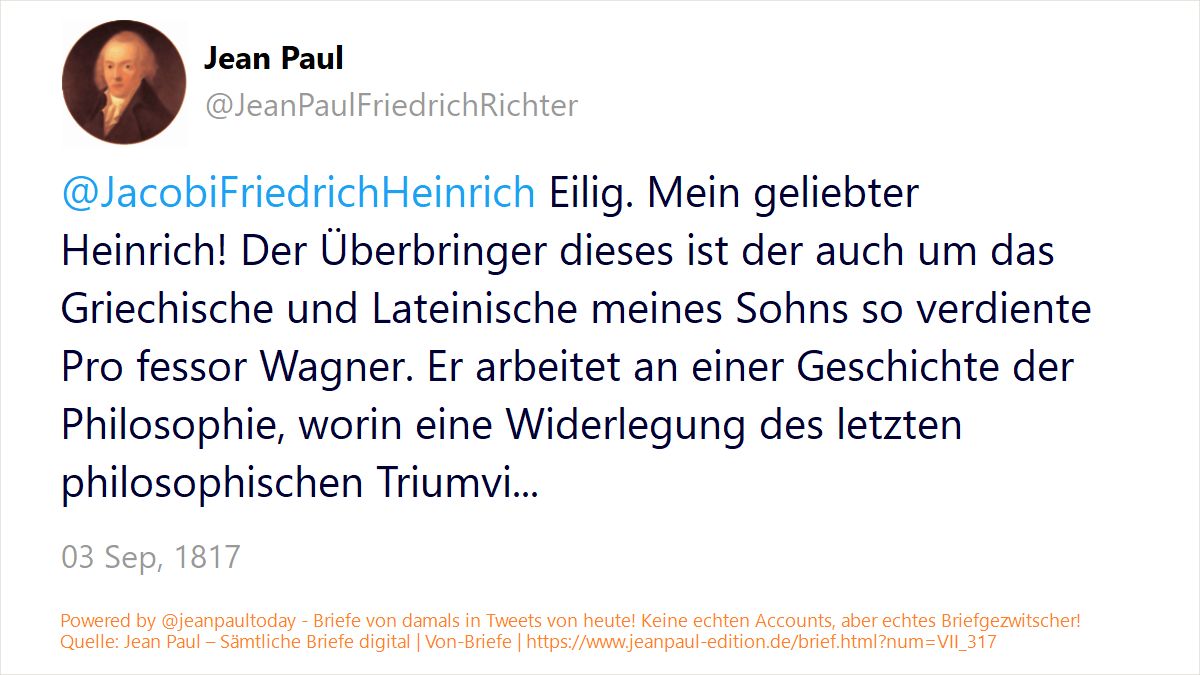 Jean Paul
@JeanPaulFriedrichRichter
@JacobiFriedrichHeinrich Eilig. Mein geliebter
Heinrich! Der Überbringer dieses ist der auch um das
Griechische und Lateinische meines Sohns so verdiente
Pro fessor Wagner. Er arbeitet an einer Geschichte der
Philosophie, worin eine Widerlegung des letzten
philosophischen Triumvi...
03 Sep, 1817
Powered by @jeanpaultoday - Briefe von damals in Tweets von heute! Keine echten Accounts, aber echtes Briefgezwitscher!
Quelle: Jean Paul – Sämtliche Briefe digital | Von-Briefe | https://www.jeanpaul-edition.de/brief.html?num=VII_317